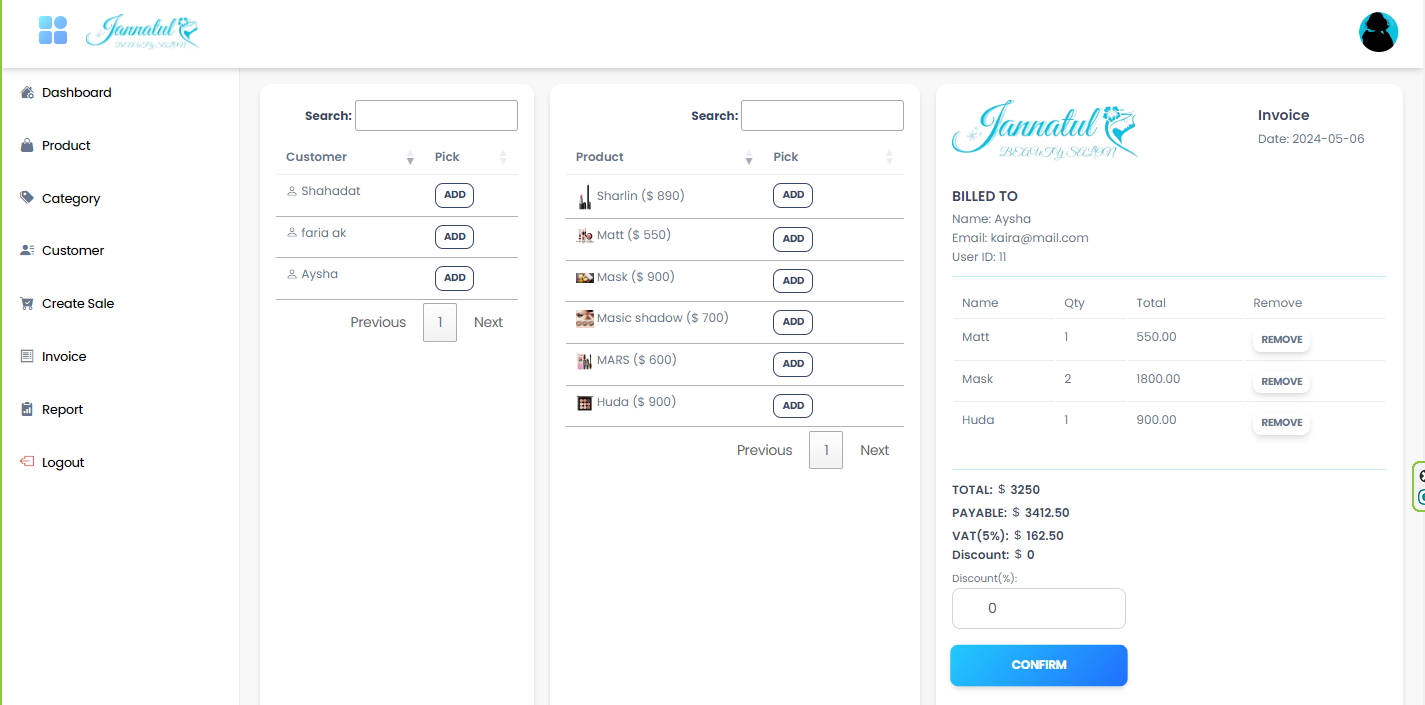 Jannatul
BEAUTY SALON
Dashboard
Product
Category
Customer
Create Sale
Invoice
Report
Logout
Search:
Customer Pick
Shahadat ADD
faria ak ADD
Aysha ADD
Previous 1 Next
Search:
Product Pick
Sharlin ($ 890) ADD
Matt ($ 550) ADD
Mask ($ 900) ADD
Masic shadow ($ 700) ADD
MARS ($ 600) ADD
Huda ($ 900) ADD
Previous 1 Next
Jannatul
BEAUTY SALON
Invoice
Date: 2024-05-06
BILLED TO
Name: Aysha
Email: kaira@mail.com
User ID: 11
Name Qty Total Remove
Matt 1 550.00 REMOVE
Mask 2 1800.00 REMOVE
Huda 1 900.00 REMOVE
TOTAL: $ 3250
PAYABLE: $ 3412.50
VAT(5%): $ 162.50
Discount: $ 0
Discount(%):
0
CONFIRM